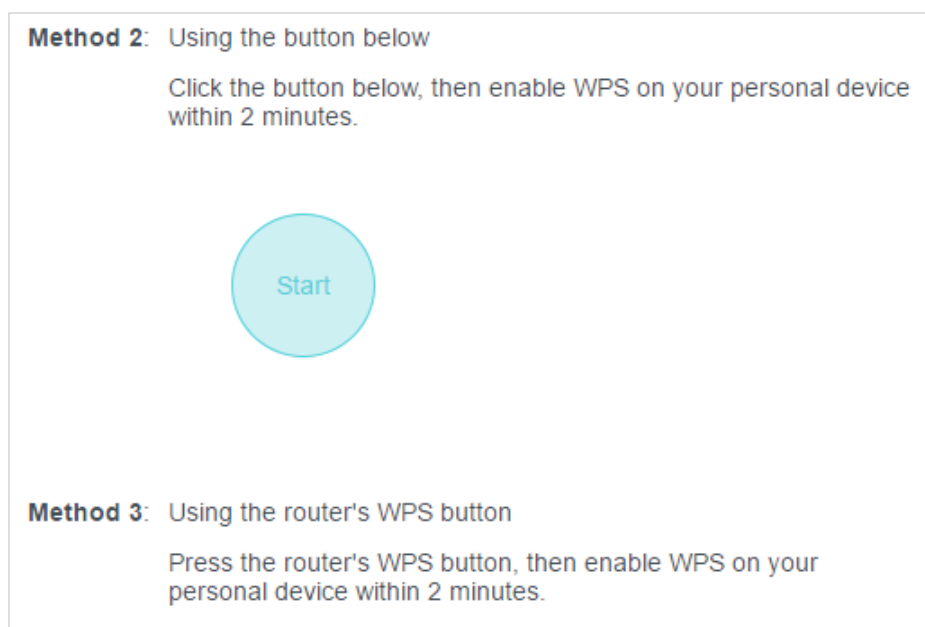 Method 2: Using the button below
Click the button below, then enable WPS on your personal device
within 2 minutes.
Start
Method 3: Using the router's WPS button
Press the router's WPS button, then enable WPS on your
personal device within 2 minutes.